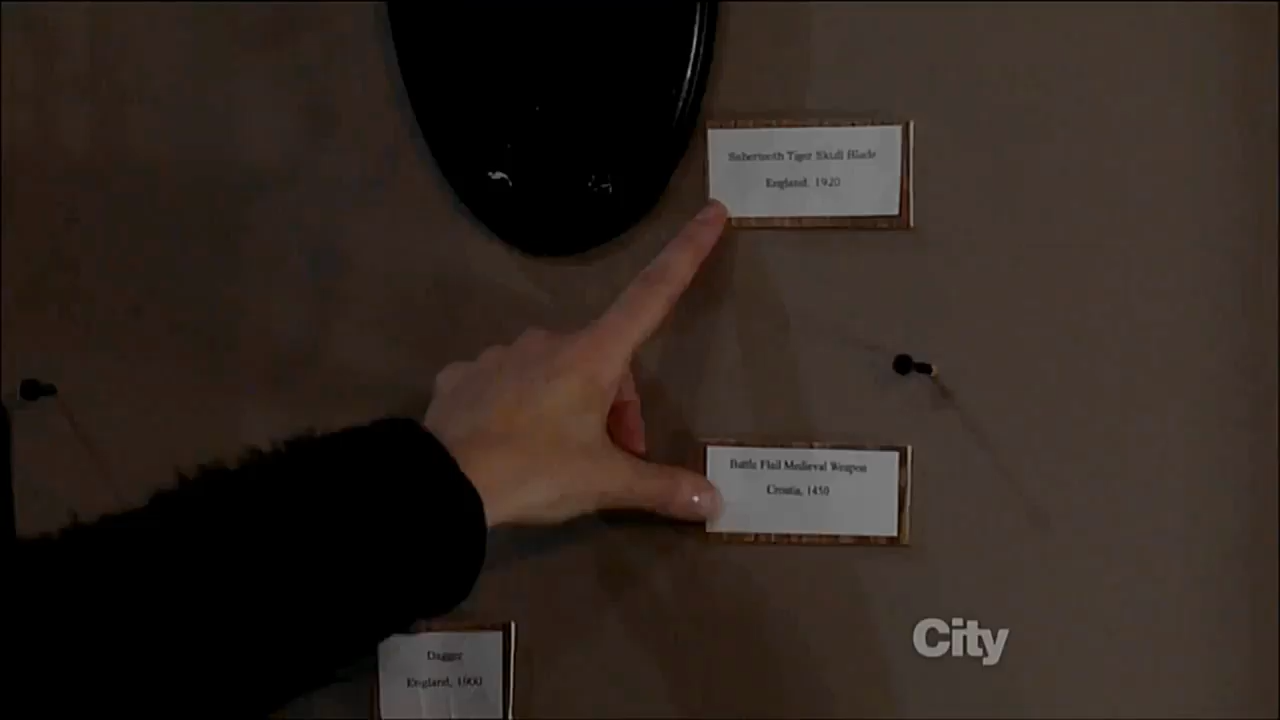 Sabertooth Tiger Skull Blade
England, 1920
Battle Flail Medieval Weapon
Croatia, 1450
Dagger
England, 1900
City